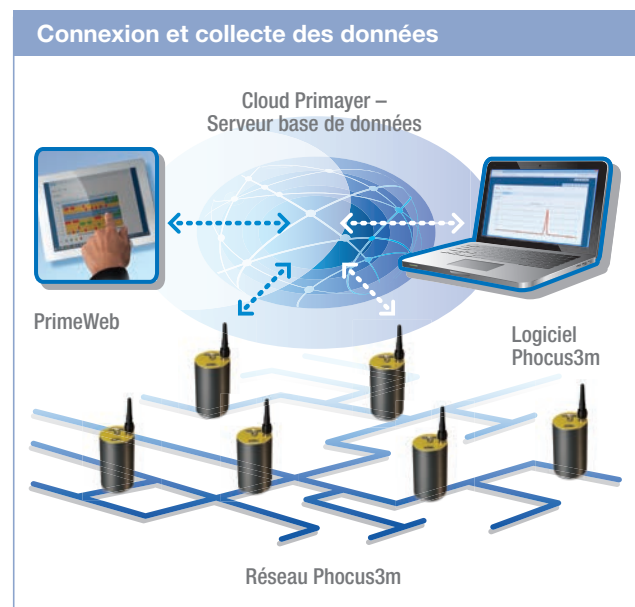 Connexion et collecte des données
Cloud Primayer –
Serveur base de données
PrimeWeb
Logiciel
Phocus3m
Réseau Phocus3m